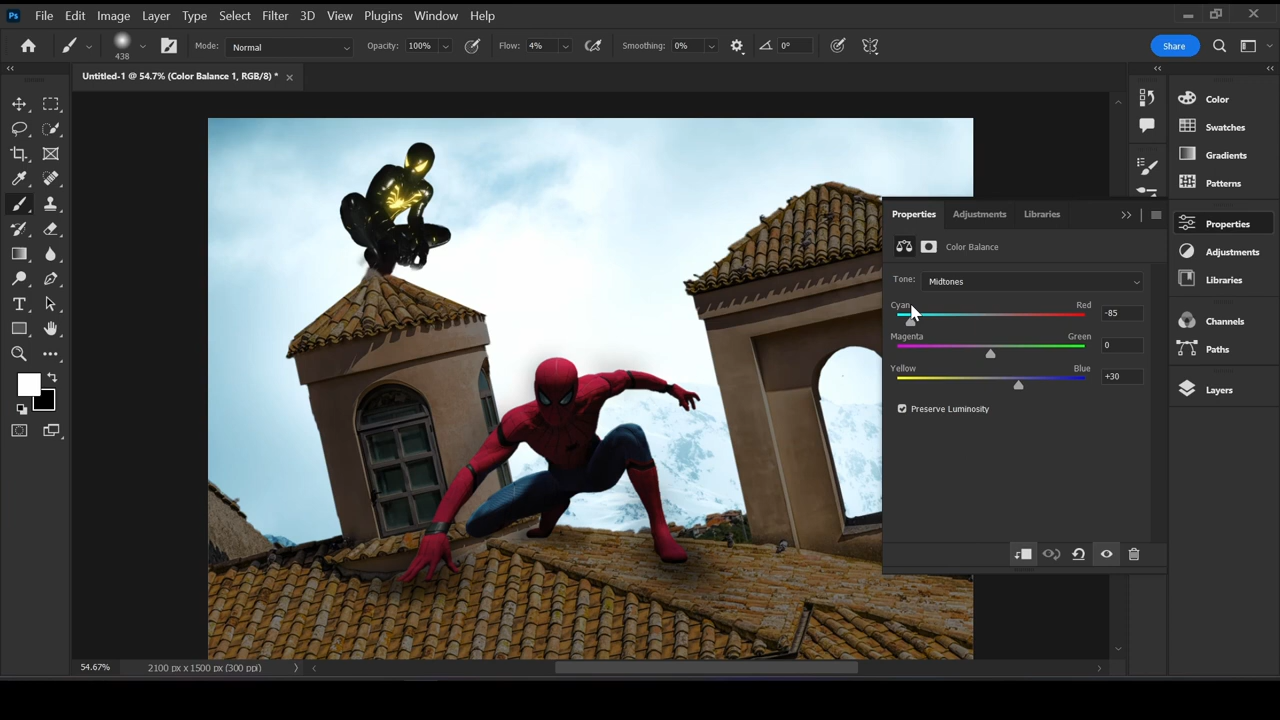 Ps File Edit Image Layer Type Select Filter 3D View Plugins Window Help
438 Mode: Normal Opacity: 100% Flow: 4% Smoothing: 0% 0° Share
Untitled-1 @ 54.7% (Color Balance 1, RGB/8) *
Color
Swatches
Gradients
Patterns
Properties
Adjustments
Libraries
Channels
Paths
Layers
Properties Adjustments Libraries
Color Balance
Tone: Midtones
Cyan Red -85
Magenta Green 0
Yellow Blue +30
Preserve Luminosity
54.67% 2100 px x 1500 px (300 ppi)